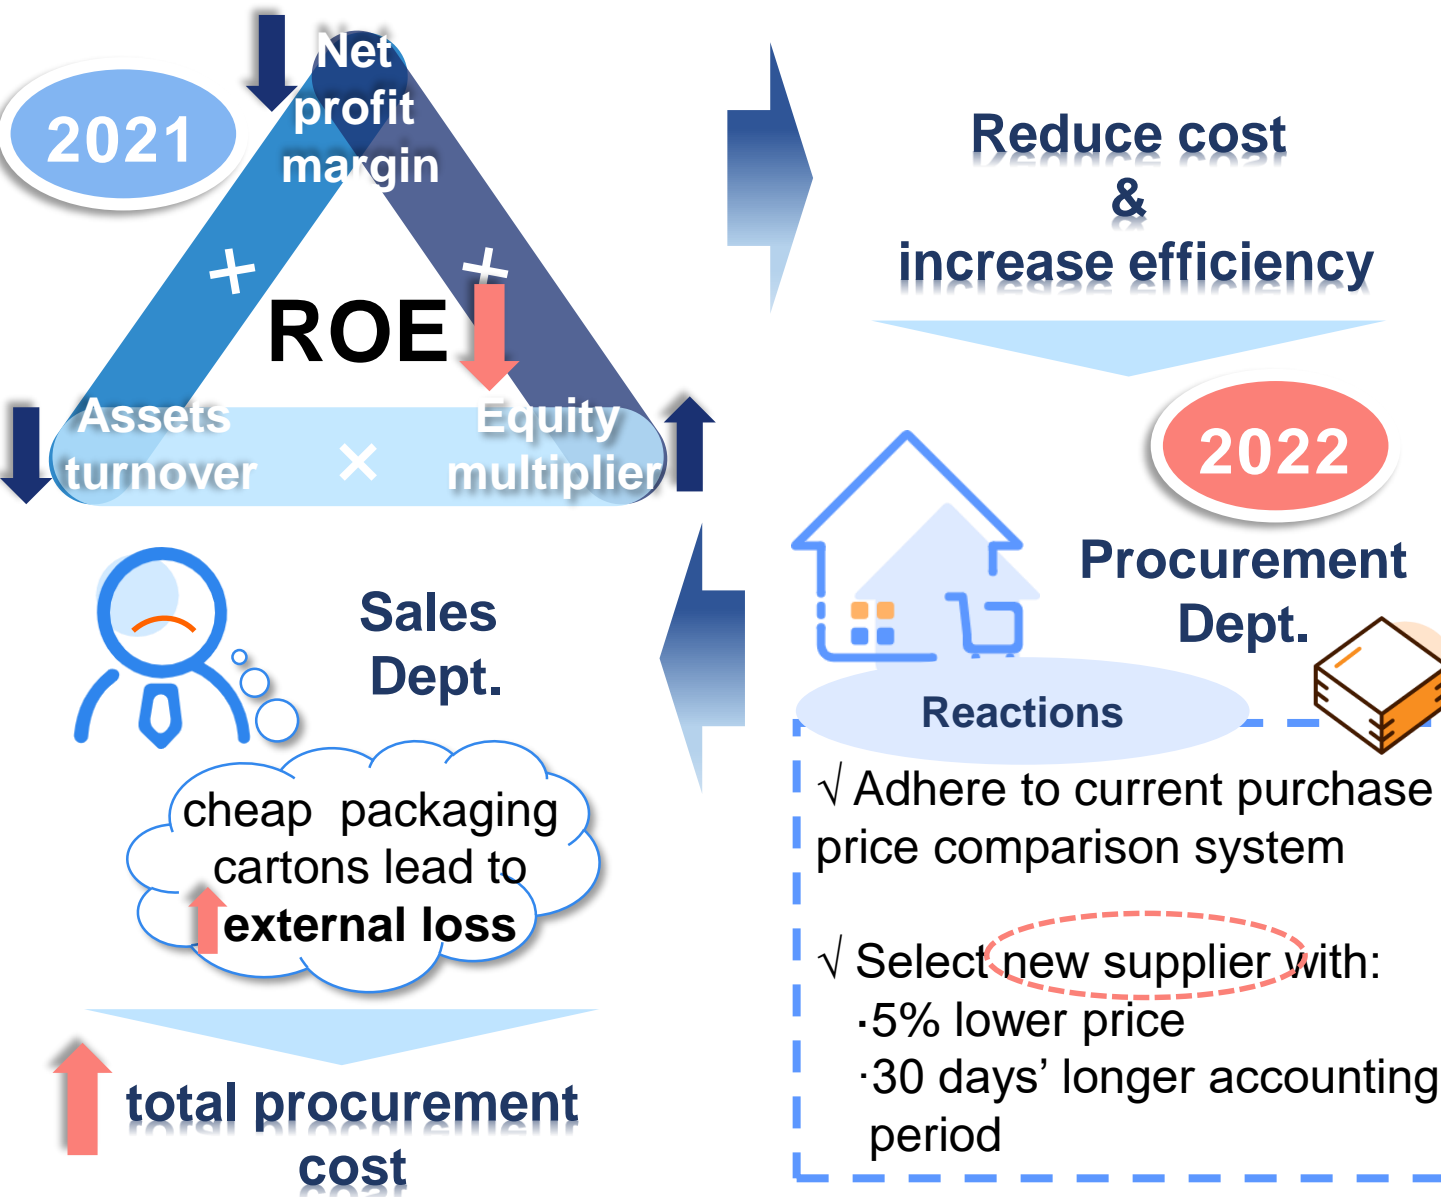 2021
Net
profit
margin
+
+
ROE
Assets
turnover
×
Equity
multiplier
Reduce cost
&
increase efficiency
2022
Procurement
Dept.
Reactions
√ Adhere to current purchase
price comparison system
√ Select new supplier with:
·5% lower price
·30 days’ longer accounting
period
Sales
Dept.
cheap packaging
cartons lead to
external loss
total procurement
cost